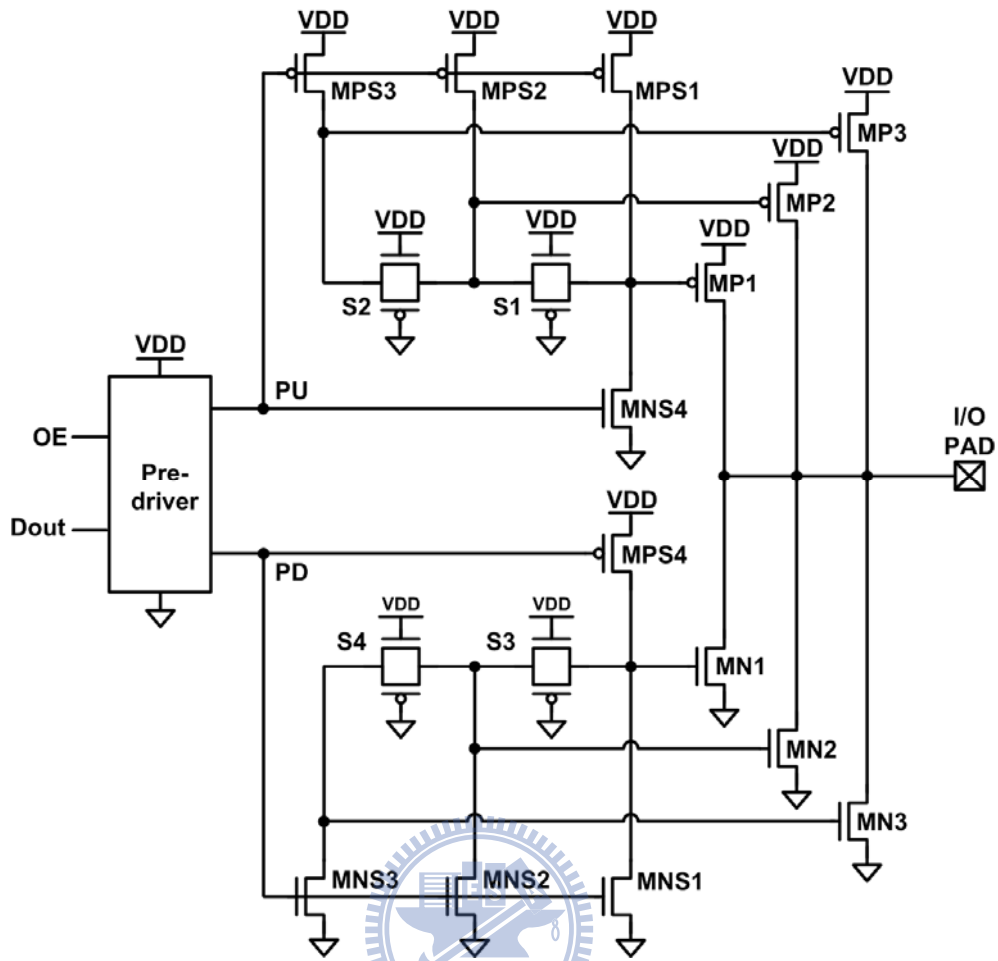 VDD VDD VDD
MPS3 MPS2 MPS1
VDD
MP3
VDD
MP2
VDD VDD VDD
MP1
S2 S1
VDD
PU
MNS4
OE
Pre-
driver
I/O
PAD
Dout
VDD
PD
MPS4
VDD VDD
S4 S3
MN1
MN2
MN3
MNS3 MNS2 MNS1
8